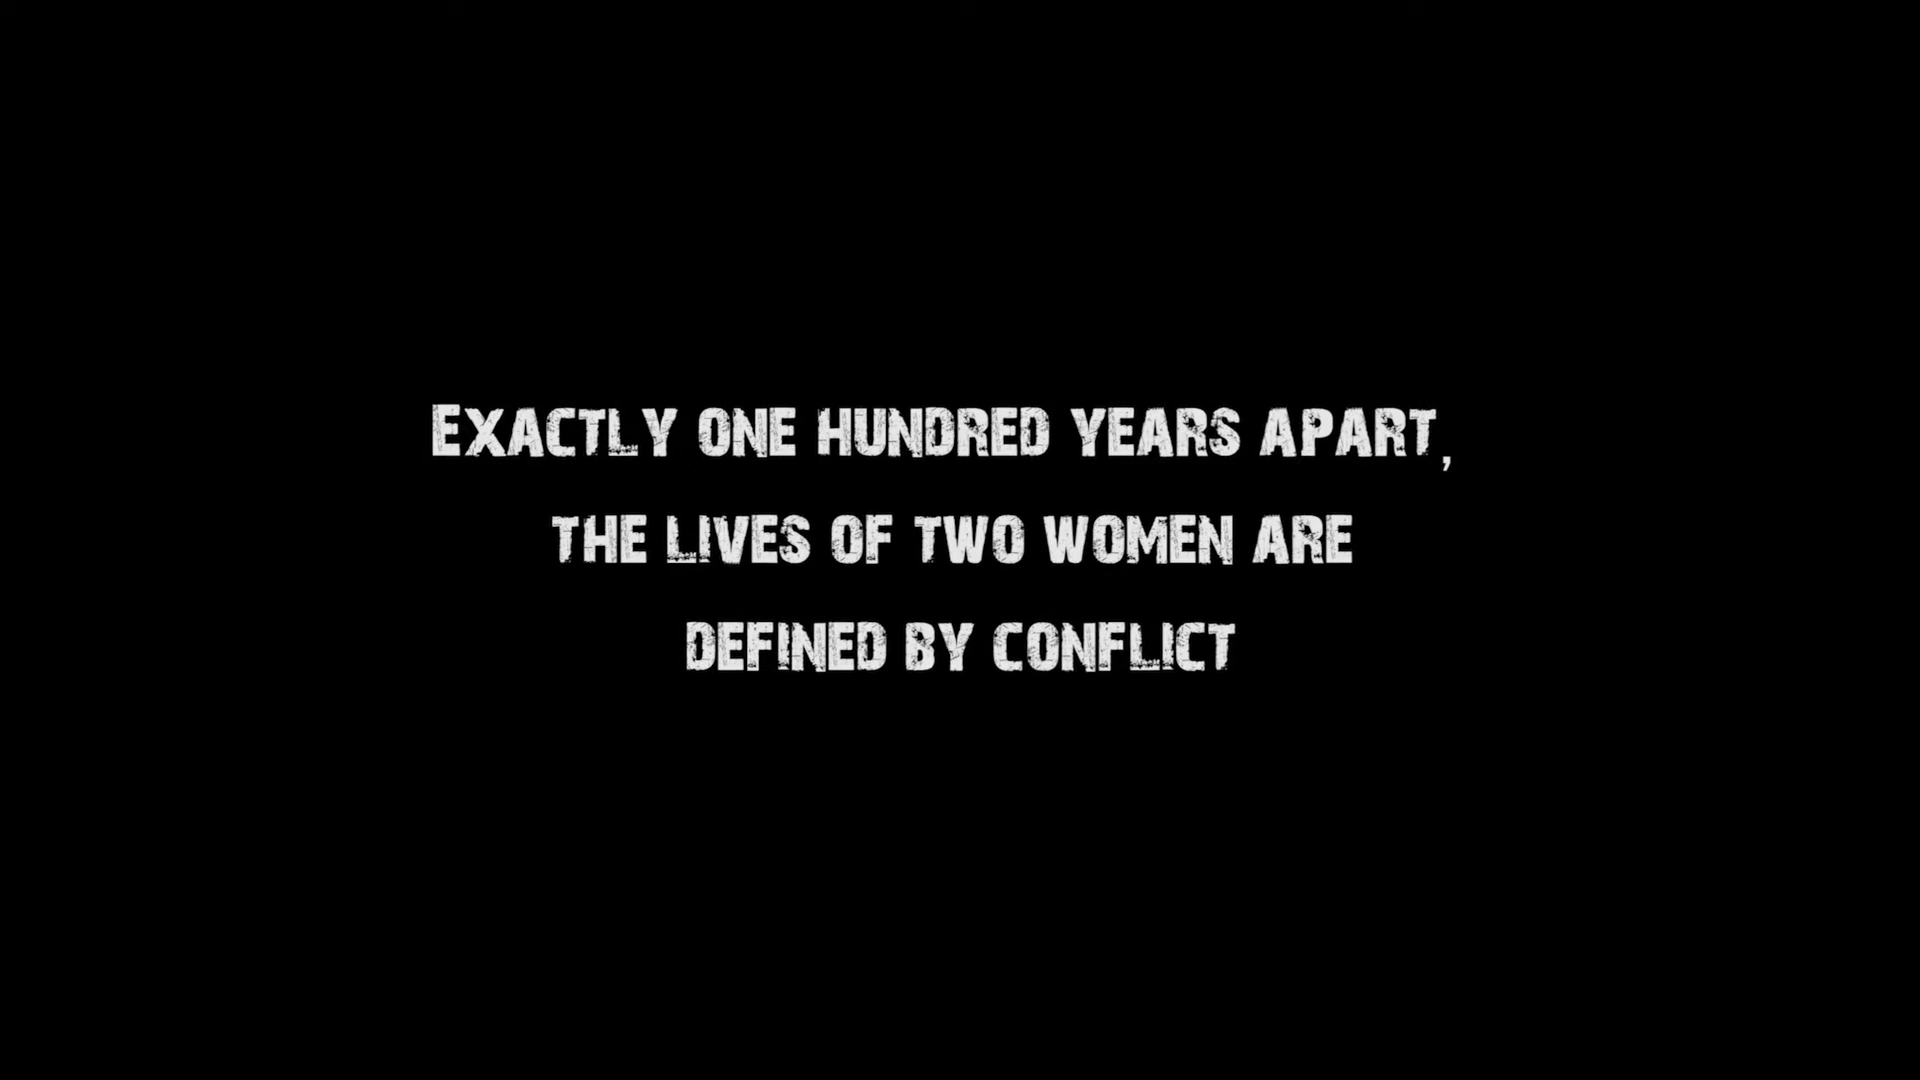 EXACTLY ONE HUNDRED YEARS APART,
THE LIVES OF TWO WOMEN ARE
DEFINED BY CONFLICT